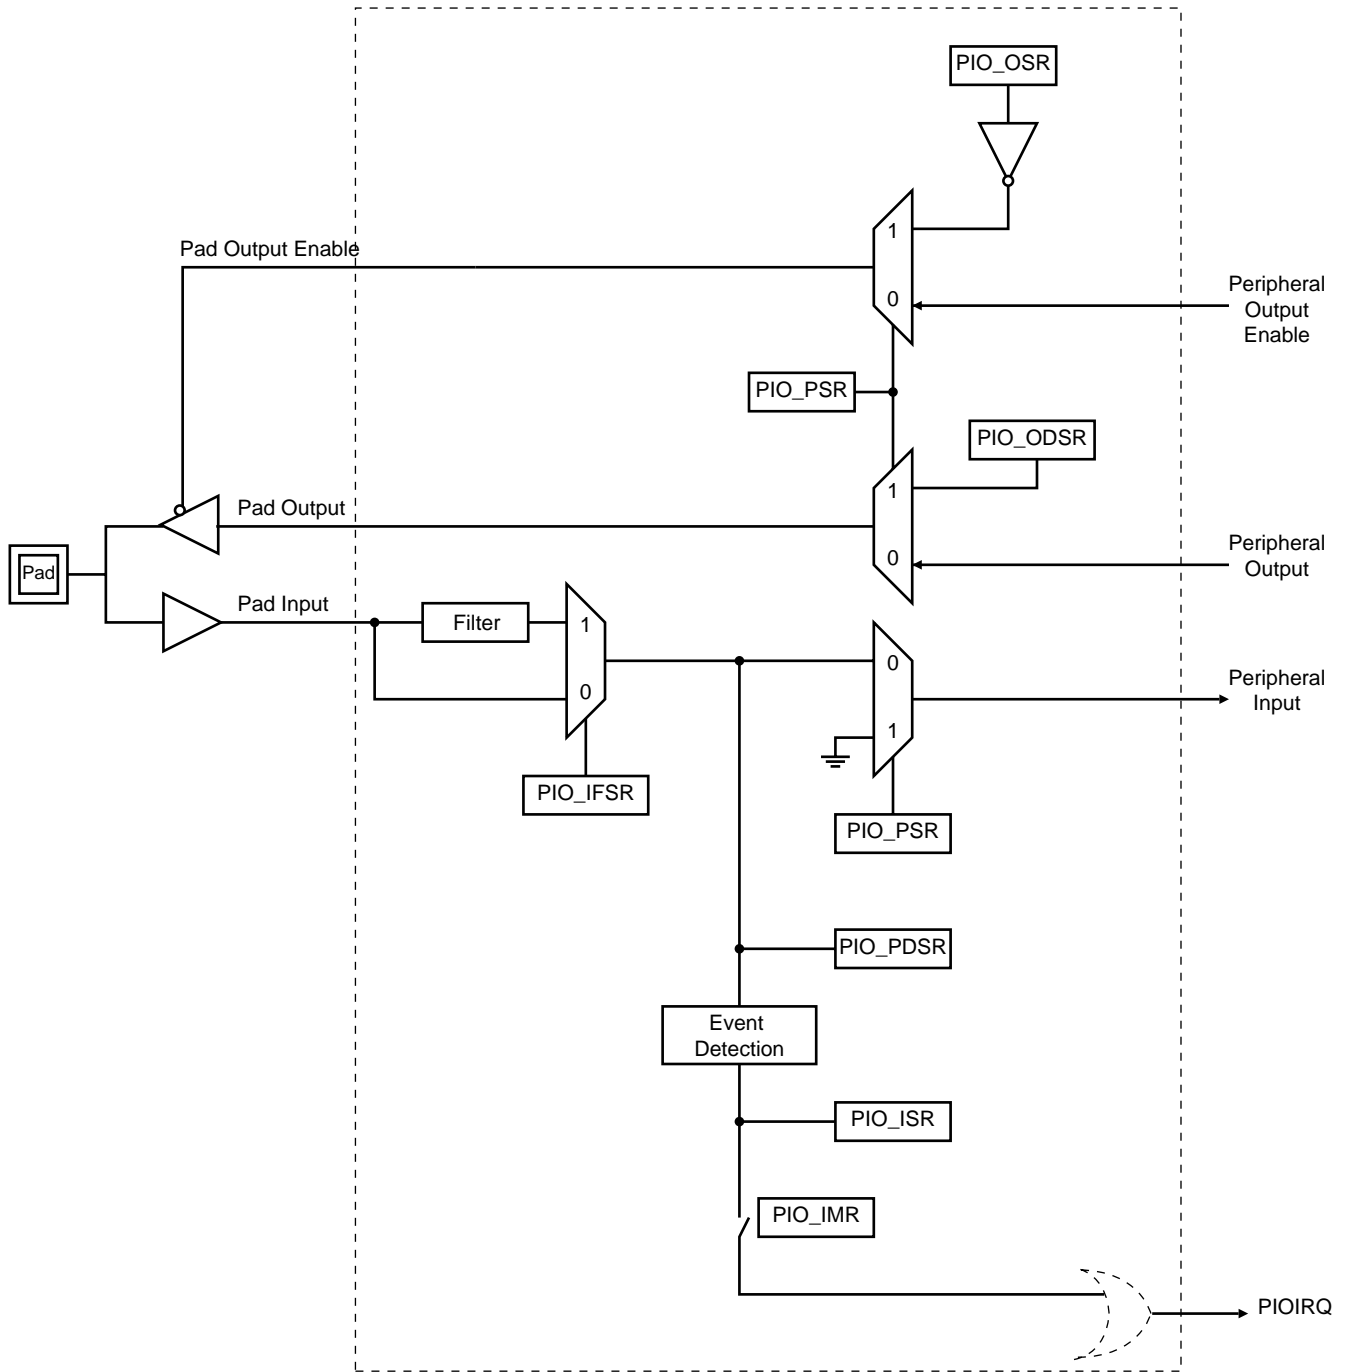 PIO_OSR
1
Pad Output Enable
0
Peripheral
Output
Enable
PIO_PSR
PIO_ODSR
1
Pad Output
0
Peripheral
Output
Pad
Pad Input
Filter
1
0
0
1
Peripheral
Input
PIO_IFSR
PIO_PSR
PIO_PDSR
Event
Detection
PIO_ISR
PIO_IMR
PIOIRQ